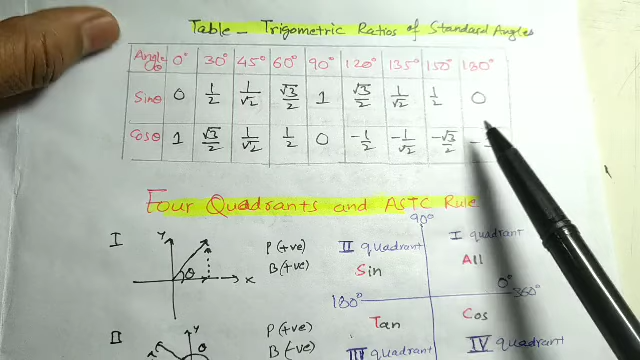 Table - Trigometric Ratios of Standard Angles
Angle θ 0° 30° 45° 60° 90° 120° 135° 150° 180°
Sinθ 0 1/2 1/√2 √3/2 1 √3/2 1/√2 1/2 0
Cosθ 1 √3/2 1/√2 1/2 0 -1/2 -1/√2 -√3/2
Four Quadrants and ASTC Rule
90°
I y P(+ve) II quadrant I quadrant
θ x B(+ve) Sin All
180° 0° 360°
II y P(+ve) Tan Cos
θ B(+ve) III quadrant IV quadrant